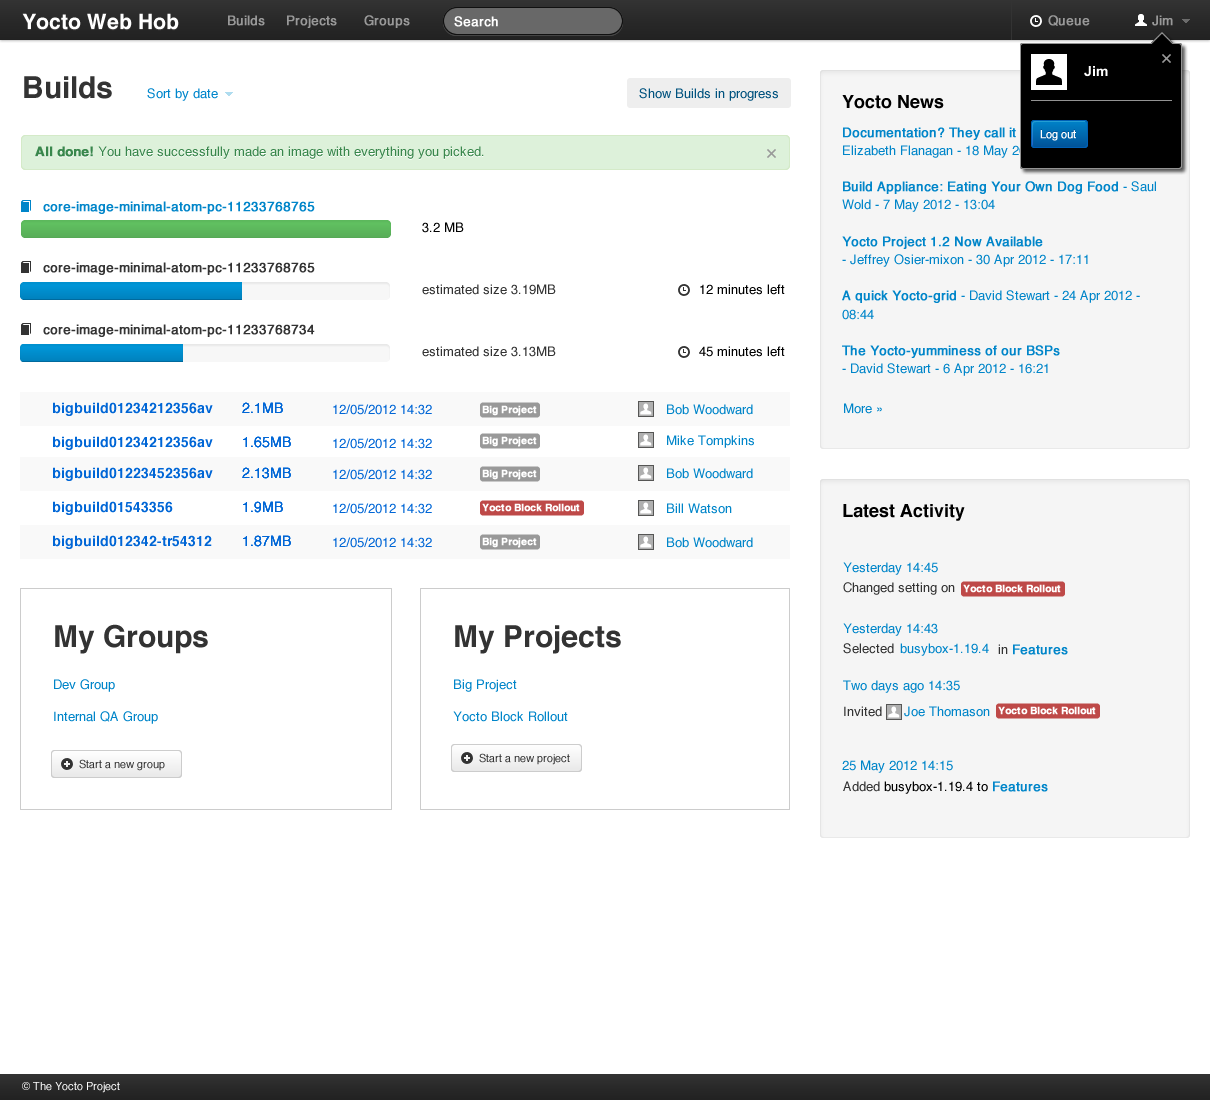 Yocto Web Hob
Builds Projects Groups
Search
Queue
Jim
Jim
Log out
Builds
Sort by date
Show Builds in progress
All done! You have successfully made an image with everything you picked.
core-image-minimal-atom-pc-11233768765
3.2 MB
core-image-minimal-atom-pc-11233768765
estimated size 3.19MB 12 minutes left
core-image-minimal-atom-pc-11233768734
estimated size 3.13MB 45 minutes left
bigbuild01234212356av 2.1MB 12/05/2012 14:32 Big Project Bob Woodward
bigbuild01234212356av 1.65MB 12/05/2012 14:32 Big Project Mike Tompkins
bigbuild01223452356av 2.13MB 12/05/2012 14:32 Big Project Bob Woodward
bigbuild01543356 1.9MB 12/05/2012 14:32 Yocto Block Rollout Bill Watson
bigbuild012342-tr54312 1.87MB 12/05/2012 14:32 Big Project Bob Woodward
My Groups
Dev Group
Internal QA Group
Start a new group
My Projects
Big Project
Yocto Block Rollout
Start a new project
Yocto News
Documentation? They call it
Elizabeth Flanagan - 18 May
Build Appliance: Eating Your Own Dog Food - Saul
Wold - 7 May 2012 - 13:04
Yocto Project 1.2 Now Available
- Jeffrey Osier-mixon - 30 Apr 2012 - 17:11
A quick Yocto-grid - David Stewart - 24 Apr 2012 -
08:44
The Yocto-yumminess of our BSPs
- David Stewart - 6 Apr 2012 - 16:21
More »
Latest Activity
Yesterday 14:45
Changed setting on Yocto Block Rollout
Yesterday 14:43
Selected busybox-1.19.4 in Features
Two days ago 14:35
Invited Joe Thomason Yocto Block Rollout
25 May 2012 14:15
Added busybox-1.19.4 to Features
© The Yocto Project